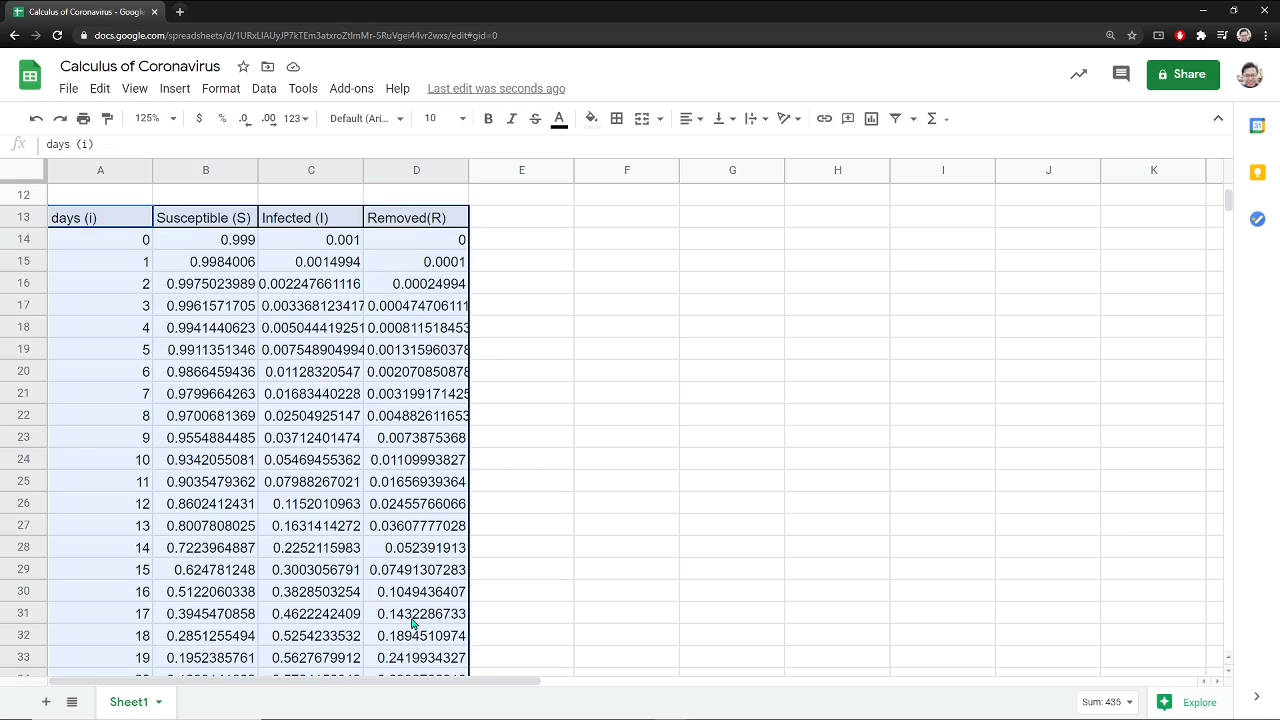 Calculus of Coronavirus - Google
docs.google.com/spreadsheets/d/1URxLIAUyJP7kTEm3atxroZtImMr-5RuVgei44vr2wxs/edit#gid=0
Calculus of Coronavirus
File Edit View Insert Format Data Tools Add-ons Help Last edit was seconds ago
Share
125% $ % .0 .00 123 Default (Ari... 10 B I S A
fx days (i)
A B C D E F G H I J K
12
13 days (i) Susceptible (S) Infected (I) Removed(R)
14 0 0.999 0.001 0
15 1 0.9984006 0.0014994 0.0001
16 2 0.9975023989 0.002247661116 0.00024994
17 3 0.9961571705 0.003368123417 0.000474706111
18 4 0.9941440623 0.005044419251 0.000811518453
19 5 0.9911351346 0.007548904994 0.001315960378
20 6 0.9866459436 0.01128320547 0.002070850878
21 7 0.9799664263 0.01683440228 0.003199171425
22 8 0.9700681369 0.02504925147 0.004882611653
23 9 0.9554884485 0.03712401474 0.0073875368
24 10 0.9342055081 0.05469455362 0.01109993827
25 11 0.9035479362 0.07988267021 0.01656939364
26 12 0.8602412431 0.1152010963 0.02455766066
27 13 0.8007808025 0.1631414272 0.03607777028
28 14 0.7223964887 0.2252115983 0.052391913
29 15 0.624781248 0.3003056791 0.07491307283
30 16 0.5122060338 0.3828503254 0.1049436407
31 17 0.3945470858 0.4622242409 0.1432286733
32 18 0.2851255494 0.5254233532 0.1894510974
33 19 0.1952385761 0.5627679912 0.2419934327
Sheet1 Sum: 435 Explore